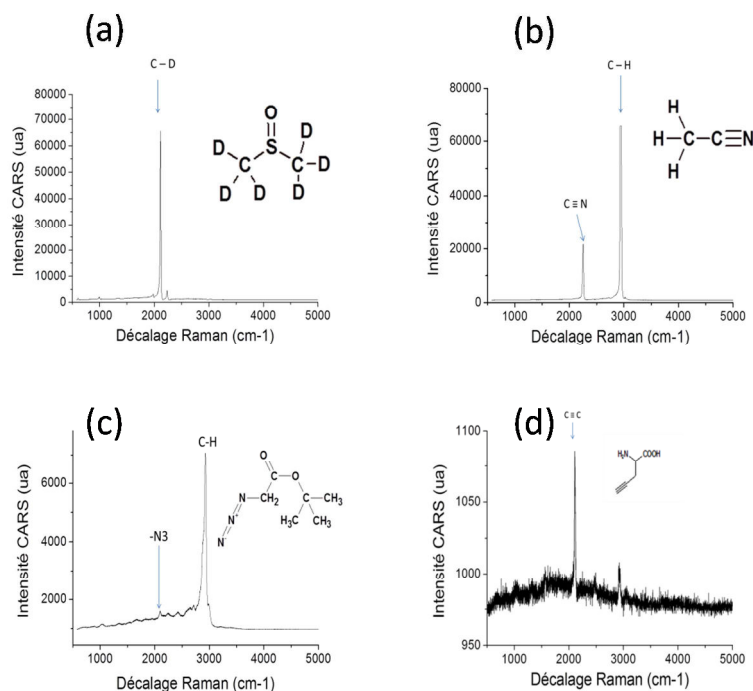 (a)
C – D
80000
70000
60000
50000
40000
30000
20000
10000
0
1000 2000 3000 4000 5000
Intensité CARS (ua)
Décalage Raman (cm-1)
O
S
D C C D
D D D D
(b)
C – H
C ≡ N
80000
60000
40000
20000
0
1000 2000 3000 4000 5000
Intensité CARS (ua)
Décalage Raman (cm-1)
H
H C C N
H
(c)
C-H
-N3
6000
4000
2000
1000 2000 3000 4000 5000
Intensité CARS (ua)
Décalage Raman (cm-1)
O
O CH3
N CH2 H3C CH3
N+
N-
(d)
C ≡ C
1100
1050
1000
950
1000 2000 3000 4000 5000
Intensité CARS (ua)
Décalage Raman (cm-1)
H2N COOH